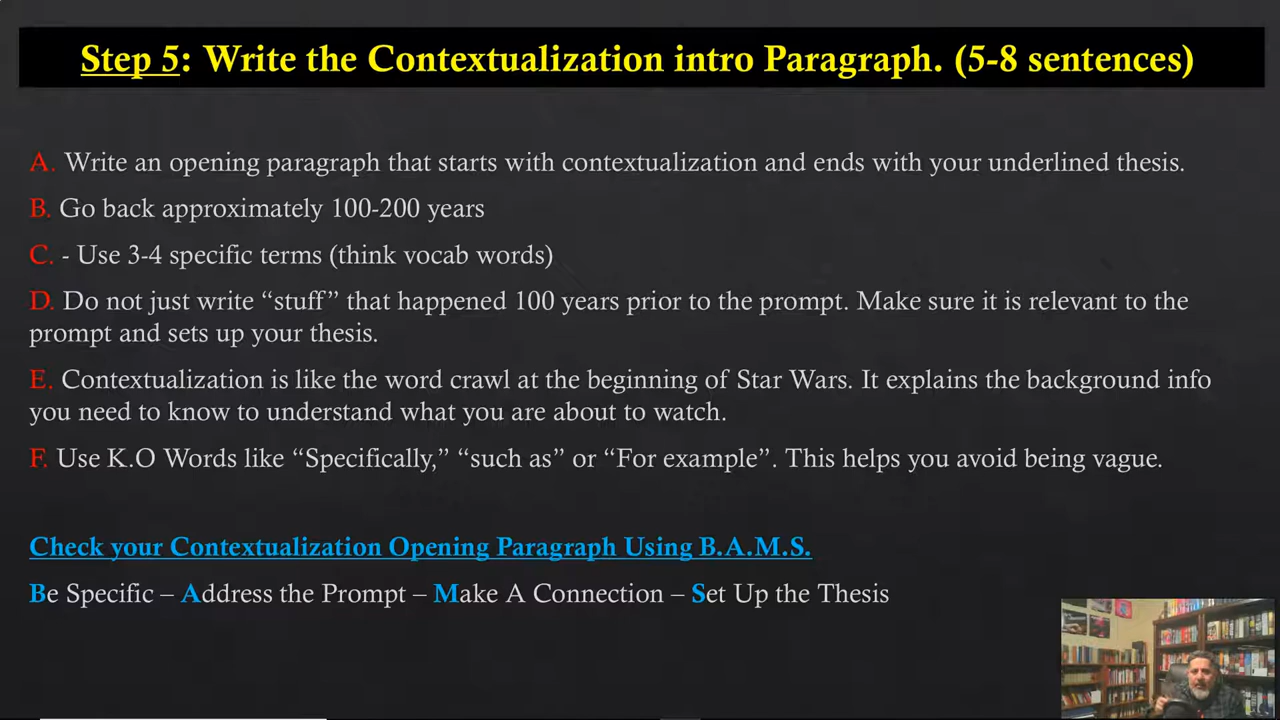 Step 5: Write the Contextualization intro Paragraph. (5-8 sentences)
A. Write an opening paragraph that starts with contextualization and ends with your underlined thesis.
B. Go back approximately 100-200 years
C. - Use 3-4 specific terms (think vocab words)
D. Do not just write “stuff” that happened 100 years prior to the prompt. Make sure it is relevant to the
prompt and sets up your thesis.
E. Contextualization is like the word crawl at the beginning of Star Wars. It explains the background info
you need to know to understand what you are about to watch.
F. Use K.O Words like “Specifically,” “such as” or “For example”. This helps you avoid being vague.
Check your Contextualization Opening Paragraph Using B.A.M.S.
Be Specific – Address the Prompt – Make A Connection – Set Up the Thesis